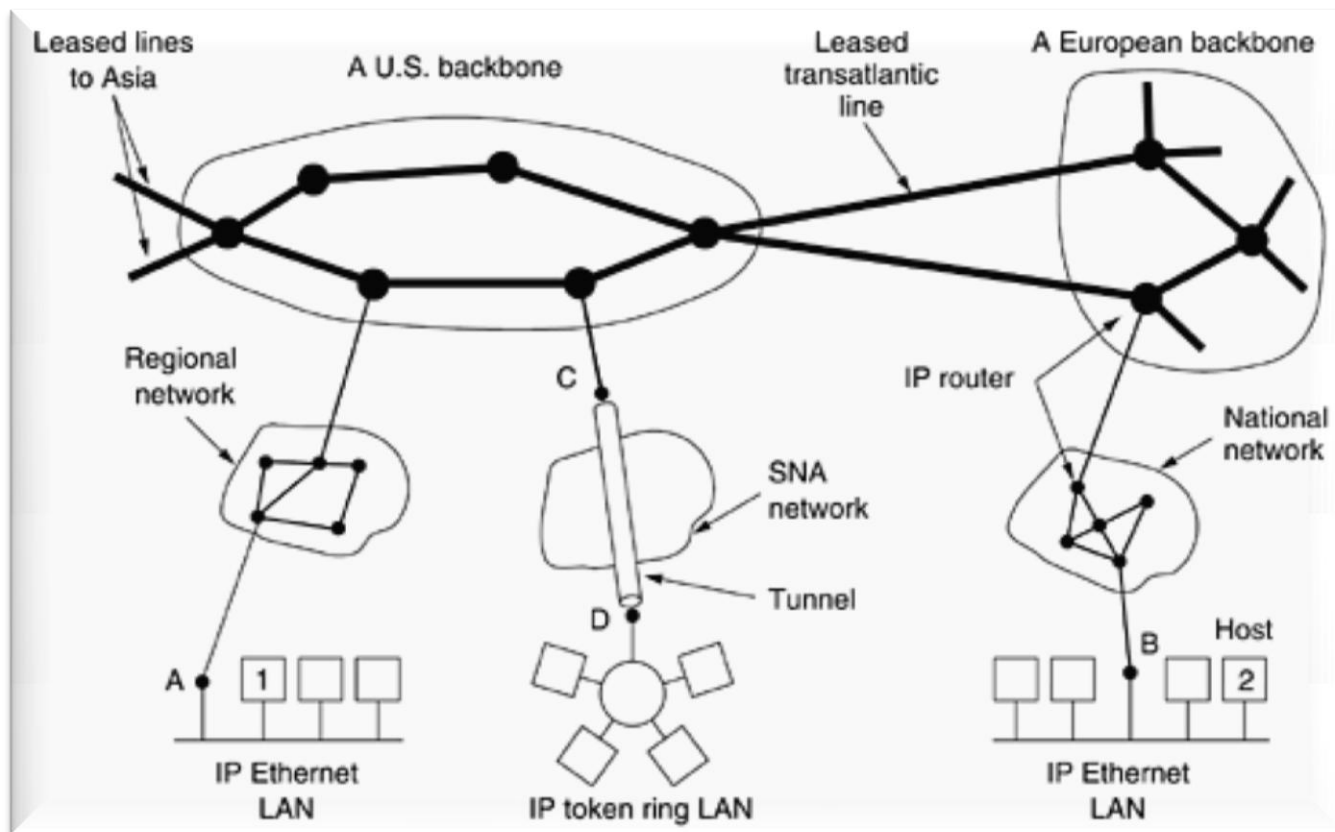 Leased lines
to Asia
A U.S. backbone
Leased
transatlantic
line
A European backbone
Regional
network
C
SNA
network
IP router
National
network
Tunnel
D
A
1
B
Host
2
IP Ethernet
LAN
IP token ring LAN
IP Ethernet
LAN